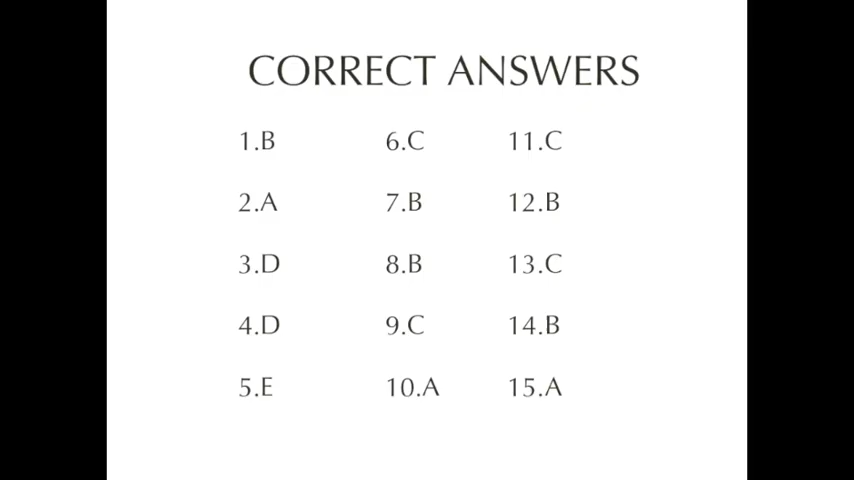 CORRECT ANSWERS
1.B 6.C 11.C
2.A 7.B 12.B
3.D 8.B 13.C
4.D 9.C 14.B
5.E 10.A 15.A